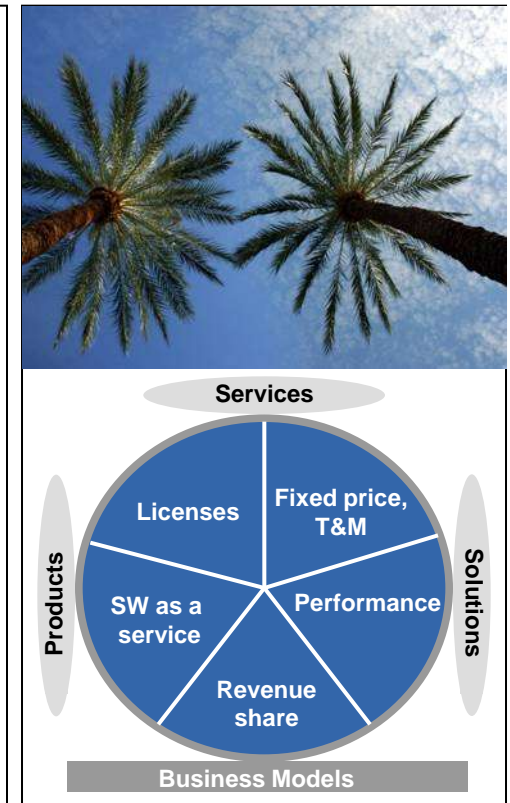 Services
Licenses
Fixed price,
T&M
Products
SW as a
service
Performance
Solutions
Revenue
share
Business Models